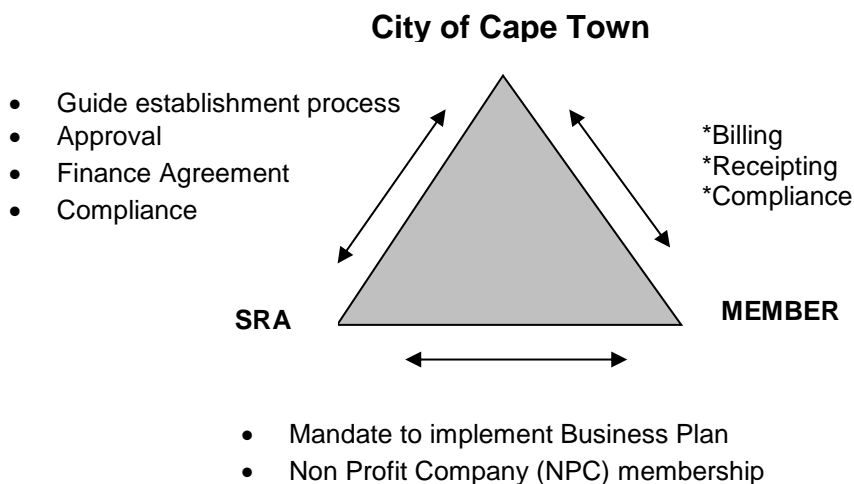 City of Cape Town
• Guide establishment process
• Approval
• Finance Agreement
• Compliance
*Billing
*Receipting
*Compliance
SRA
MEMBER
• Mandate to implement Business Plan
• Non Profit Company (NPC) membership